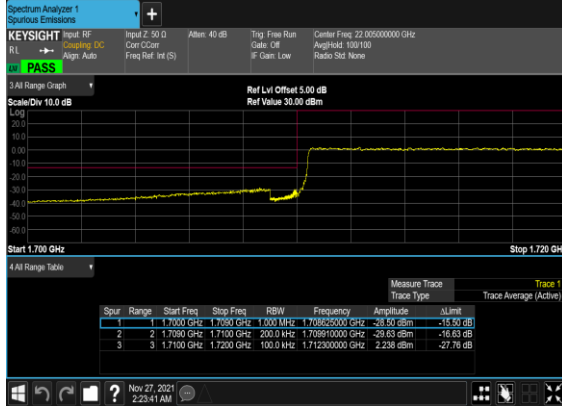 Spectrum Analyzer 1
Spurious Emissions
KEYSIGHT Input: RF Input Z: 50 Ω Atten: 40 dB Trig: Free Run Center Freq: 22.005000000 GHz
RL Coupling: DC Corr CCorr Gate: Off Avg|Hold: 100/100
Align: Auto Freq Ref: Int (S) IF Gain: Low Radio Std: None
PASS
3 All Range Graph
Ref Lvl Offset 5.00 dB
Scale/Div 10.0 dB Ref Value 30.00 dBm
Log
20.0
10.0
0.00
-10.0
-20.0
-30.0
-40.0
-50.0
-60.0
Start 1.700 GHz Stop 1.720 GH
4 All Range Table
Measure Trace Trace 1
Trace Type Trace Average (Active)
Spur Range Start Freq Stop Freq RBW Frequency Amplitude ΔLimit
1 1 1.7000 GHz 1.7090 GHz 1.000 MHz 1.708625000 GHz -28.50 dBm -15.50 dB
2 2 1.7090 GHz 1.7100 GHz 200.0 kHz 1.709910000 GHz -29.63 dBm -16.63 dB
3 3 1.7100 GHz 1.7200 GHz 100.0 kHz 1.712300000 GHz 2.238 dBm -27.76 dB
Nov 27, 2021
2:23:41 AM